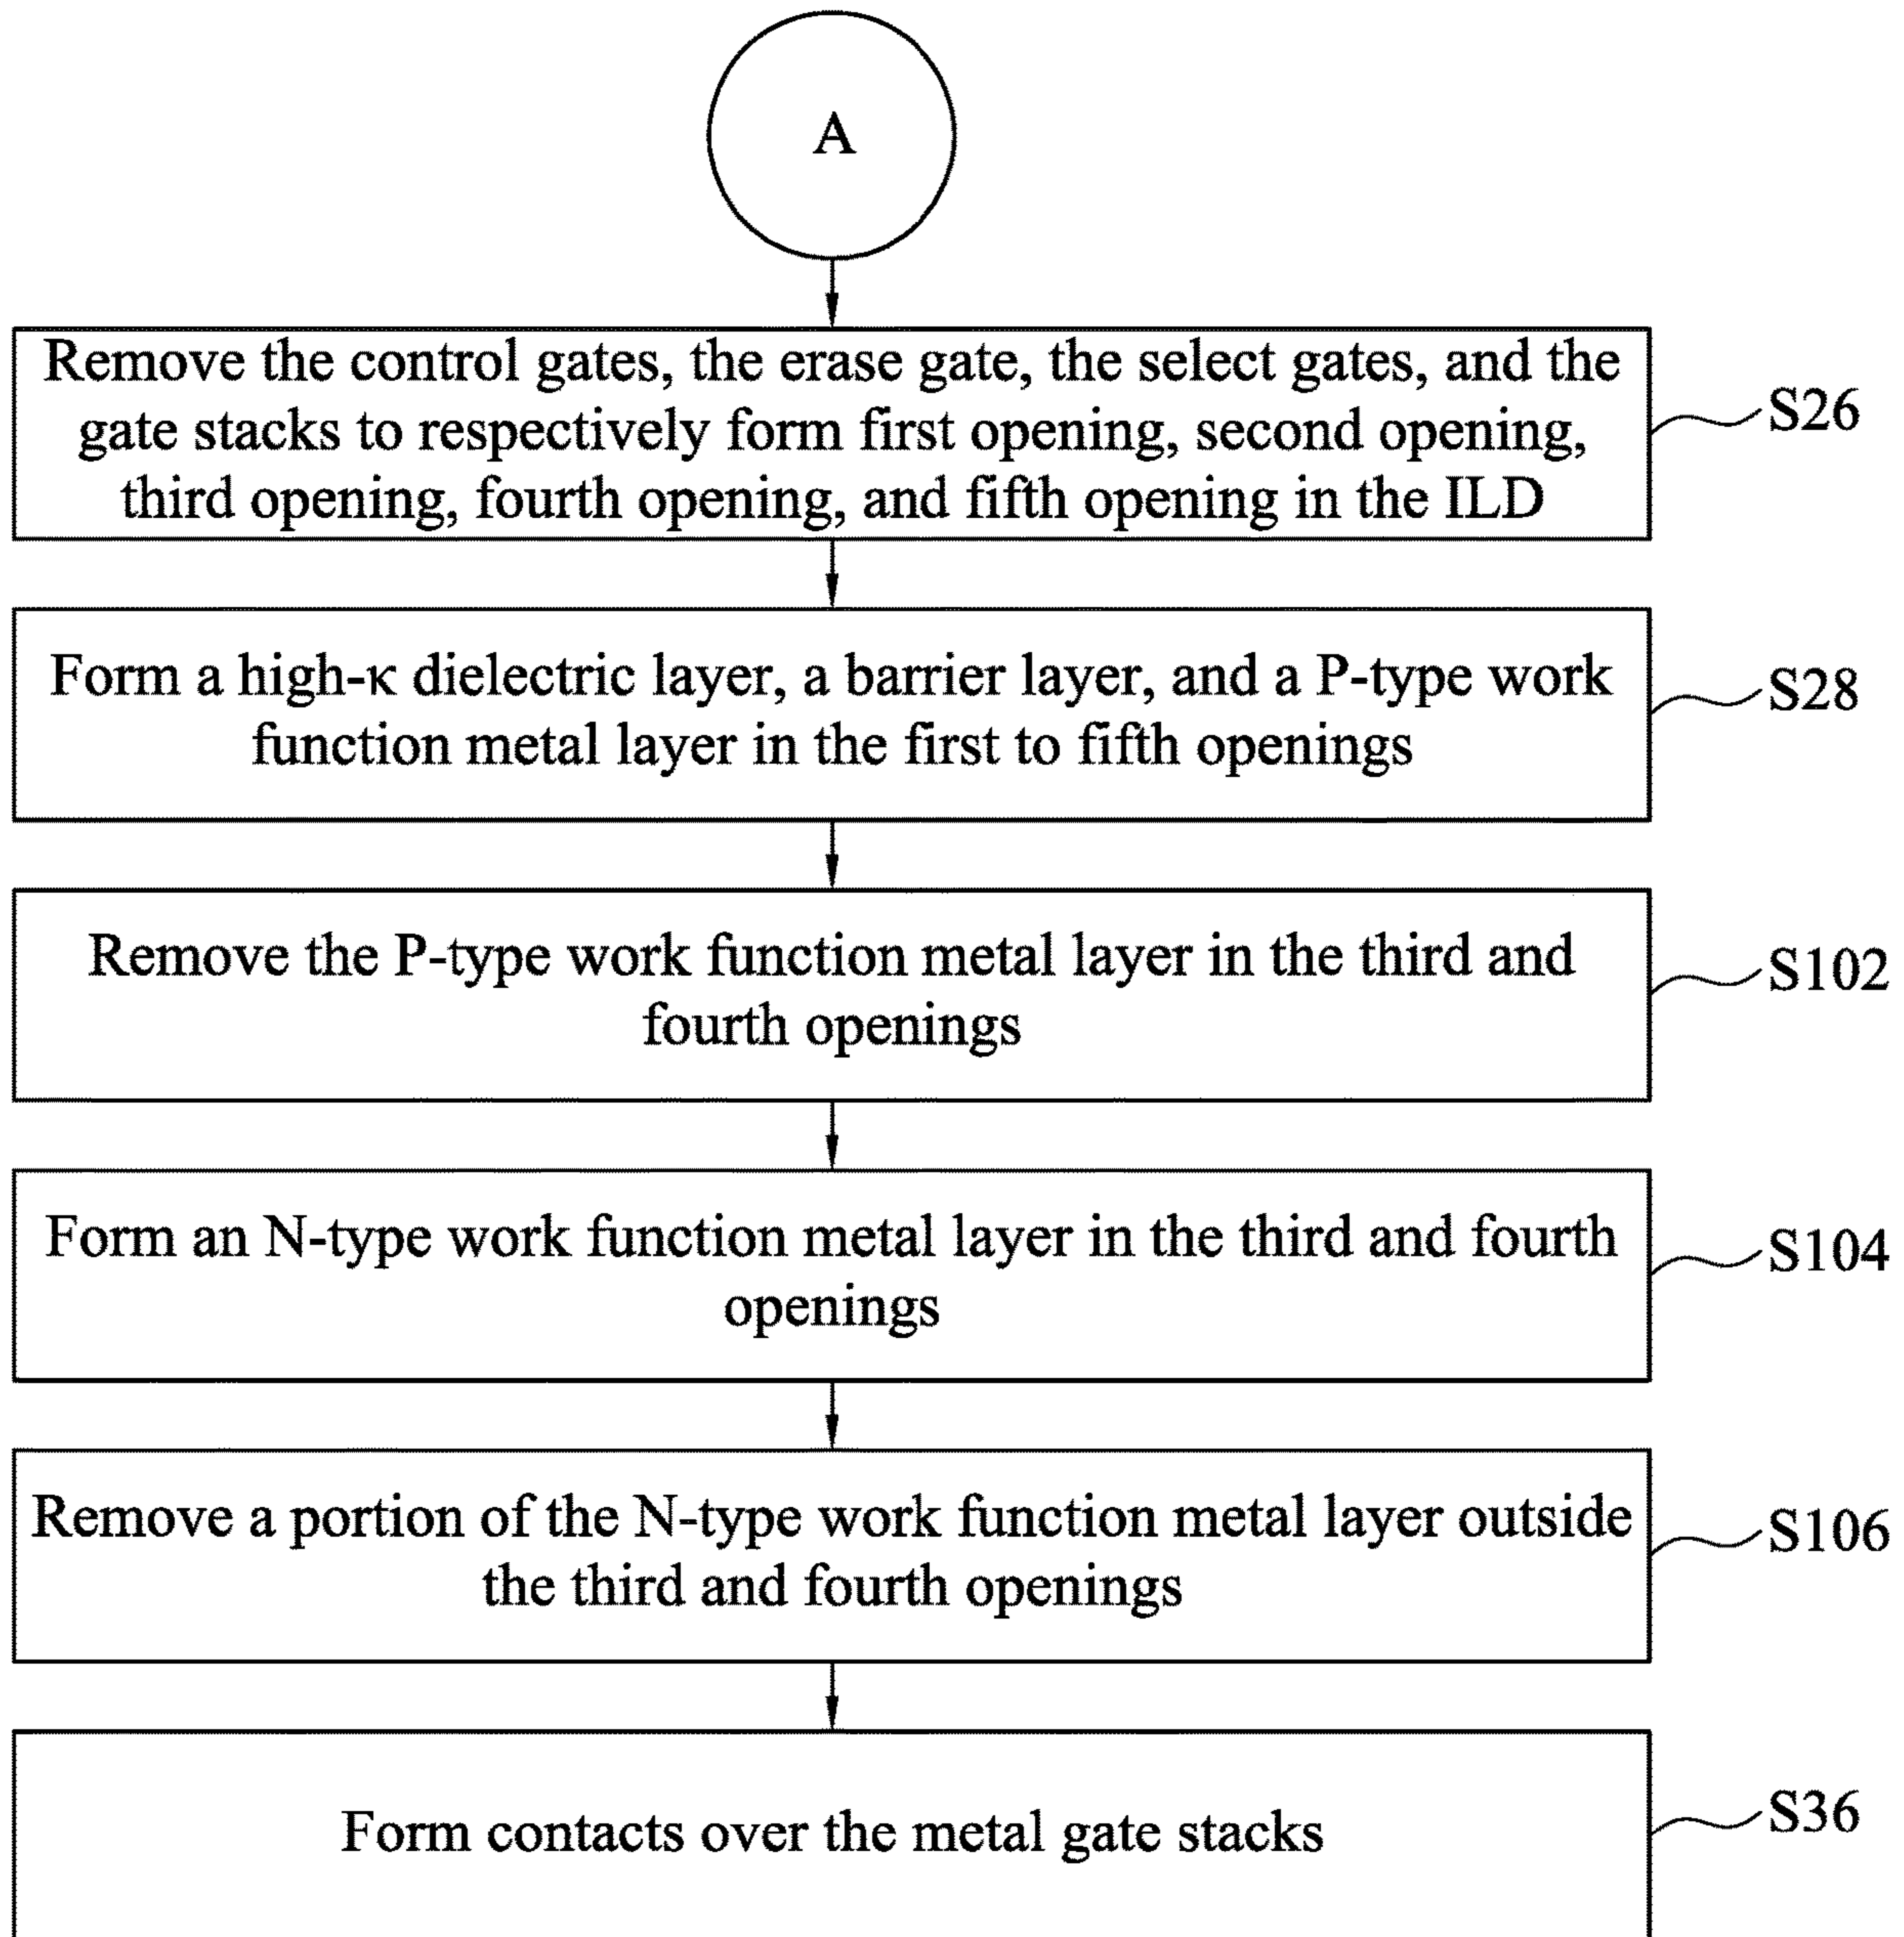 A
Remove the control gates, the erase gate, the select gates, and the
gate stacks to respectively form first opening, second opening,
third opening, fourth opening, and fifth opening in the ILD
S26
Form a high-κ dielectric layer, a barrier layer, and a P-type work
function metal layer in the first to fifth openings
S28
Remove the P-type work function metal layer in the third and
fourth openings
S102
Form an N-type work function metal layer in the third and fourth
openings
S104
Remove a portion of the N-type work function metal layer outside
the third and fourth openings
S106
Form contacts over the metal gate stacks
S36